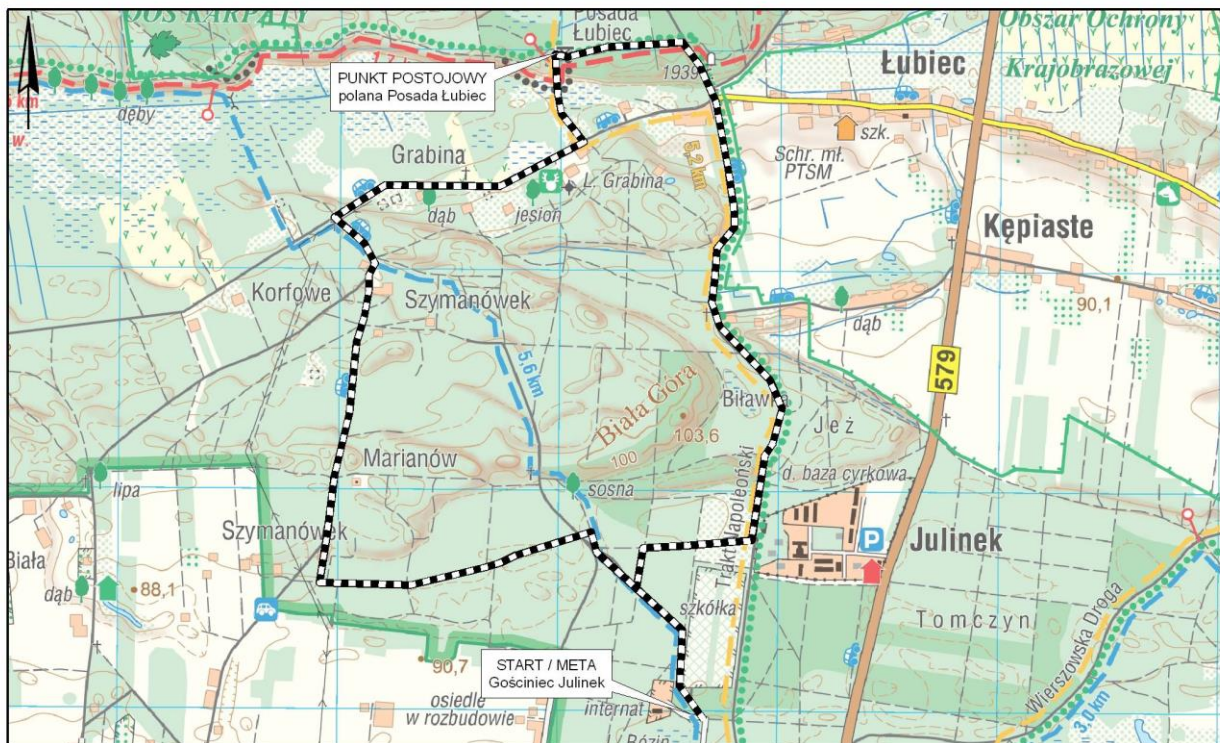 UOS KARPATY
Posada
Łubiec
Obszar Ochrony
Krajobrazowej
PUNKT POSTOJOWY
polana Posada Łubiec
1939
Łubiec
dęby
szk.
Grabina
5,2 km
Schr. mł.
PTSM
L. Grabina
dąb
jesion
Kępiaste
Korfowe
Szymanówek
dąb
90,1
5,6 km
579
Biała Góra
Biławka
103,6
Jeż
Marianów
100
Trakt Napoleoński
d. baza cyrkowa
lipa
sosna
Szymanówek
P
Julinek
Biała
dąb
88,1
szkółka
Tomczyn
Wierszowska Droga
START / META
Gościniec Julinek
90,7
osiedle
w rozbudowie
internat
3,0 km